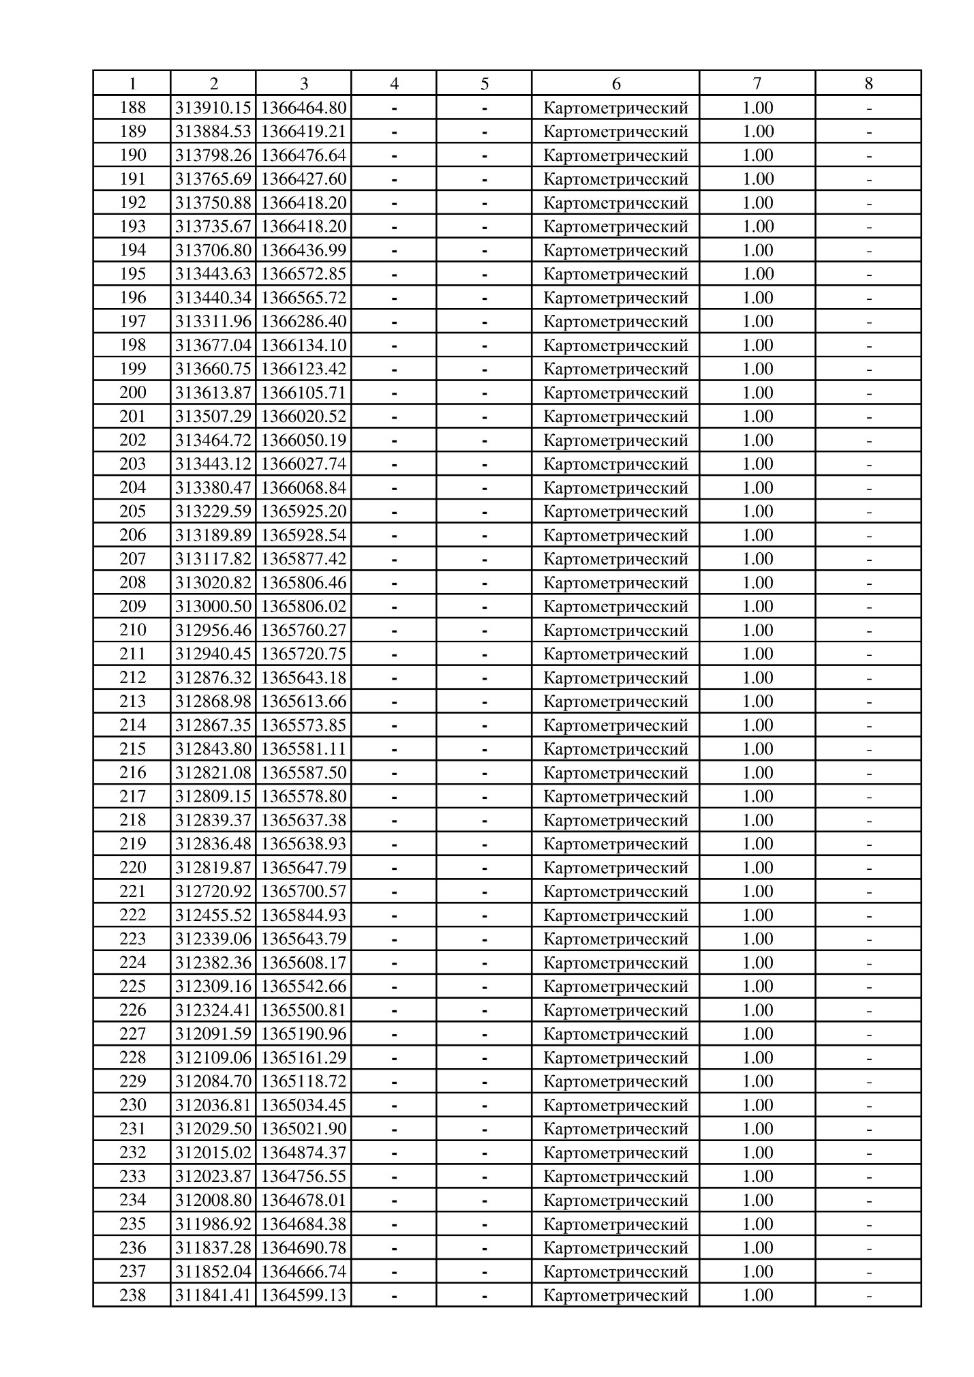 1 2 3 4 5 6 7 8
188 313910.15 1366464.80 - - Картометрический 1.00 -
189 313884.53 1366419.21 - - Картометрический 1.00 -
190 313798.26 1366476.64 - - Картометрический 1.00 -
191 313765.69 1366427.60 - - Картометрический 1.00 -
192 313750.88 1366418.20 - - Картометрический 1.00 -
193 313735.67 1366418.20 - - Картометрический 1.00 -
194 313706.80 1366436.99 - - Картометрический 1.00 -
195 313443.63 1366572.85 - - Картометрический 1.00 -
196 313440.34 1366565.72 - - Картометрический 1.00 -
197 313311.96 1366286.40 - - Картометрический 1.00 -
198 313677.04 1366134.10 - - Картометрический 1.00 -
199 313660.75 1366123.42 - - Картометрический 1.00 -
200 313613.87 1366105.71 - - Картометрический 1.00 -
201 313507.29 1366020.52 - - Картометрический 1.00 -
202 313464.72 1366050.19 - - Картометрический 1.00 -
203 313443.12 1366027.74 - - Картометрический 1.00 -
204 313380.47 1366068.84 - - Картометрический 1.00 -
205 313229.59 1365925.20 - - Картометрический 1.00 -
206 313189.89 1365928.54 - - Картометрический 1.00 -
207 313117.82 1365877.42 - - Картометрический 1.00 -
208 313020.82 1365806.46 - - Картометрический 1.00 -
209 313000.50 1365806.02 - - Картометрический 1.00 -
210 312956.46 1365760.27 - - Картометрический 1.00 -
211 312940.45 1365720.75 - - Картометрический 1.00 -
212 312876.32 1365643.18 - - Картометрический 1.00 -
213 312868.98 1365613.66 - - Картометрический 1.00 -
214 312867.35 1365573.85 - - Картометрический 1.00 -
215 312843.80 1365581.11 - - Картометрический 1.00 -
216 312821.08 1365587.50 - - Картометрический 1.00 -
217 312809.15 1365578.80 - - Картометрический 1.00 -
218 312839.37 1365637.38 - - Картометрический 1.00 -
219 312836.48 1365638.93 - - Картометрический 1.00 -
220 312819.87 1365647.79 - - Картометрический 1.00 -
221 312720.92 1365700.57 - - Картометрический 1.00 -
222 312455.52 1365844.93 - - Картометрический 1.00 -
223 312339.06 1365643.79 - - Картометрический 1.00 -
224 312382.36 1365608.17 - - Картометрический 1.00 -
225 312309.16 1365542.66 - - Картометрический 1.00 -
226 312324.41 1365500.81 - - Картометрический 1.00 -
227 312091.59 1365190.96 - - Картометрический 1.00 -
228 312109.06 1365161.29 - - Картометрический 1.00 -
229 312084.70 1365118.72 - - Картометрический 1.00 -
230 312036.81 1365034.45 - - Картометрический 1.00 -
231 312029.50 1365021.90 - - Картометрический 1.00 -
232 312015.02 1364874.37 - - Картометрический 1.00 -
233 312023.87 1364756.55 - - Картометрический 1.00 -
234 312008.80 1364678.01 - - Картометрический 1.00 -
235 311986.92 1364684.38 - - Картометрический 1.00 -
236 311837.28 1364690.78 - - Картометрический 1.00 -
237 311852.04 1364666.74 - - Картометрический 1.00 -
238 311841.41 1364599.13 - - Картометрический 1.00 -